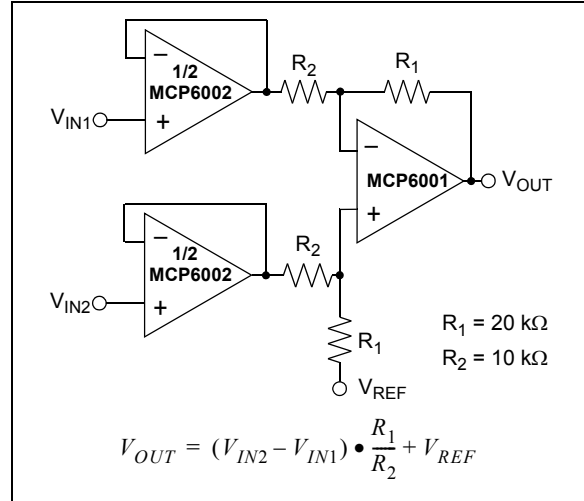 1/2
MCP6002
−
+
V_IN1
R_2
R_1
−
MCP6001
+
V_OUT
1/2
MCP6002
−
+
V_IN2
R_2
R_1
V_REF
R_1 = 20 kΩ
R_2 = 10 kΩ
V_OUT = (V_IN2 – V_IN1) • R_1/R_2 + V_REF